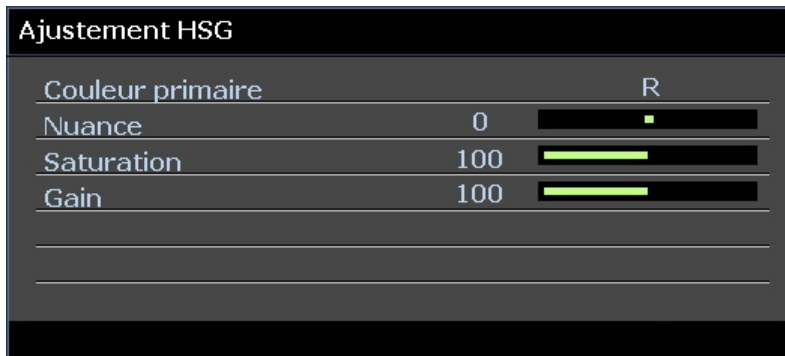 Ajustement HSG
Couleur primaire R
Nuance 0
Saturation 100
Gain 100